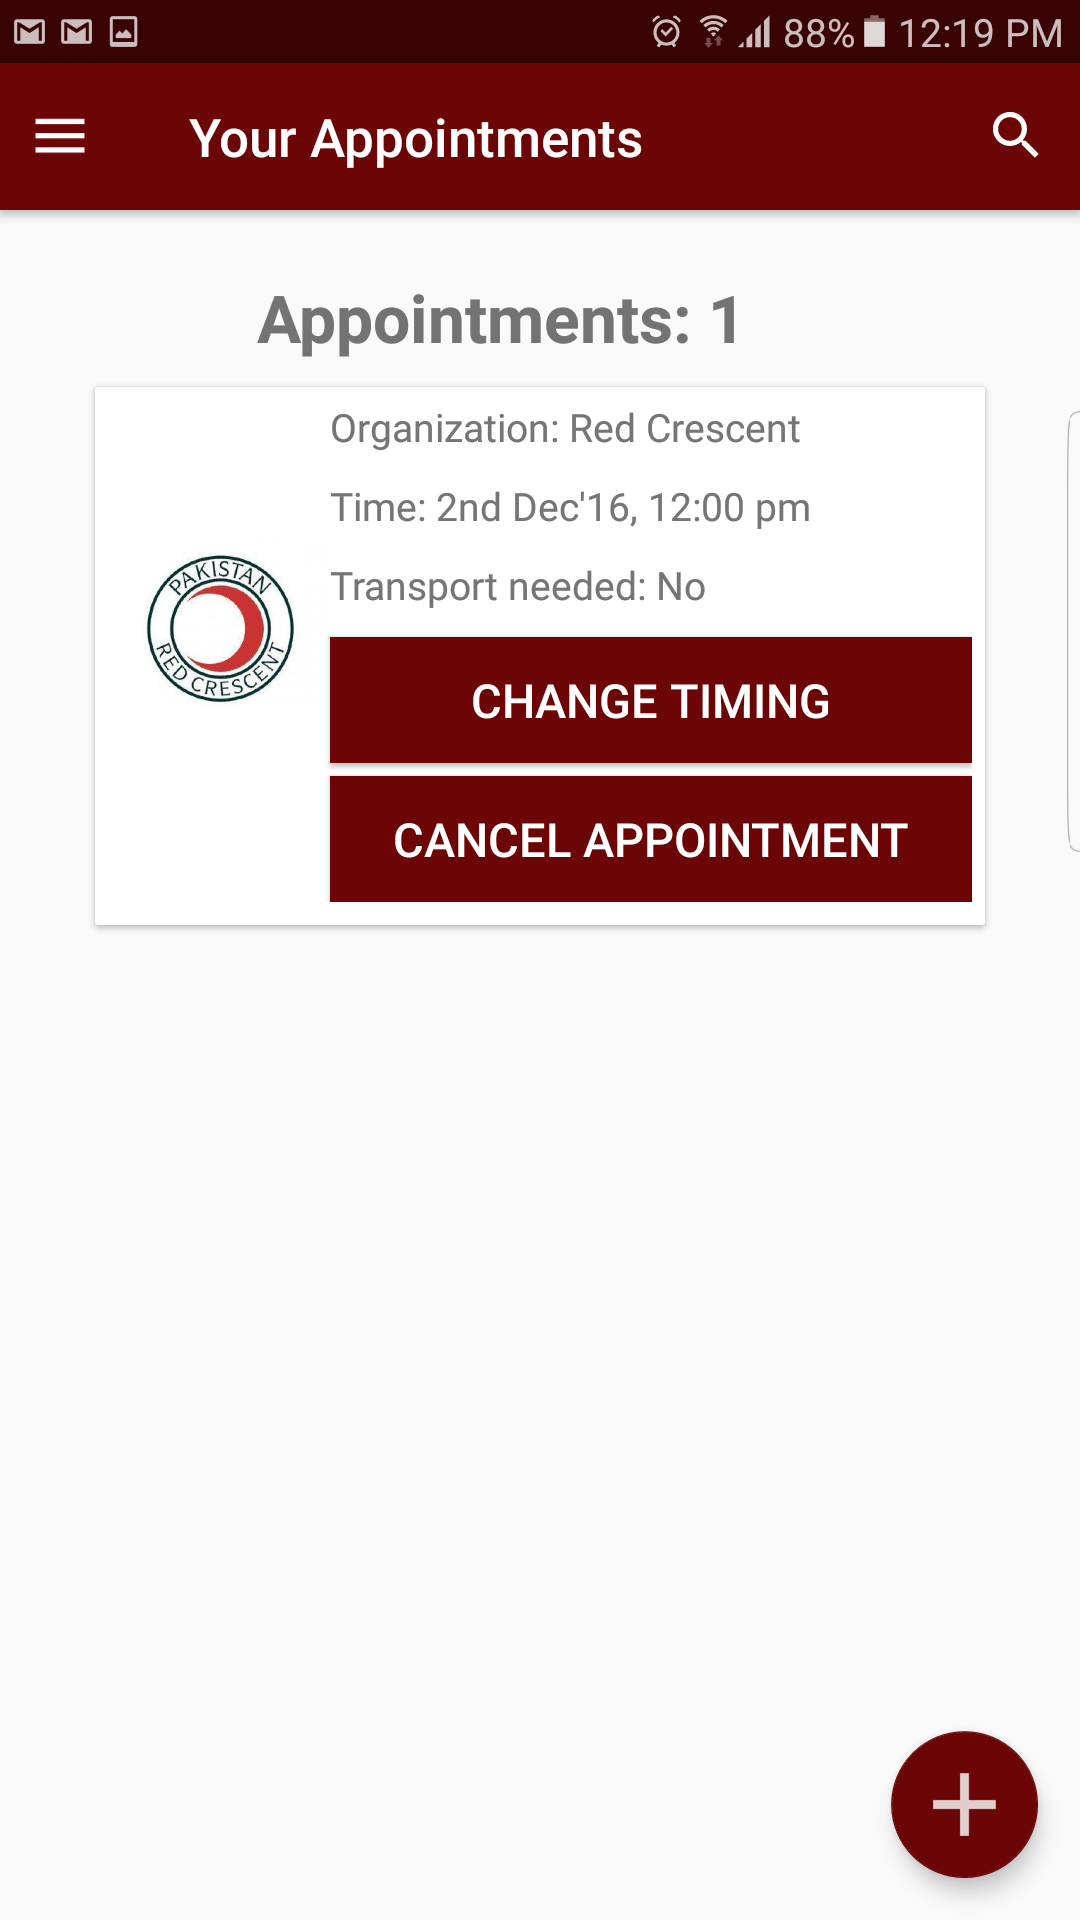 88% 12:19 PM
Your Appointments
Appointments: 1
Organization: Red Crescent
Time: 2nd Dec'16, 12:00 pm
Transport needed: No
PAKISTAN
RED CRESCENT
CHANGE TIMING
CANCEL APPOINTMENT